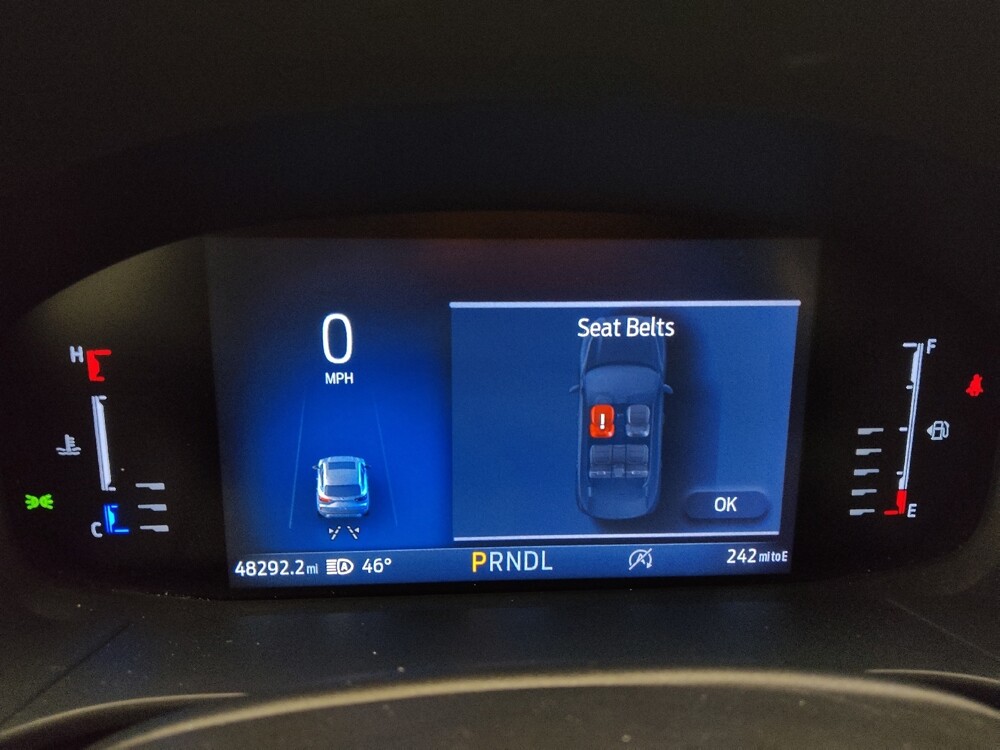 0
MPH
Seat Belts
!
OK
H
C
F
E
48292.2 mi
A
46°
PRNDL
242 mi to E